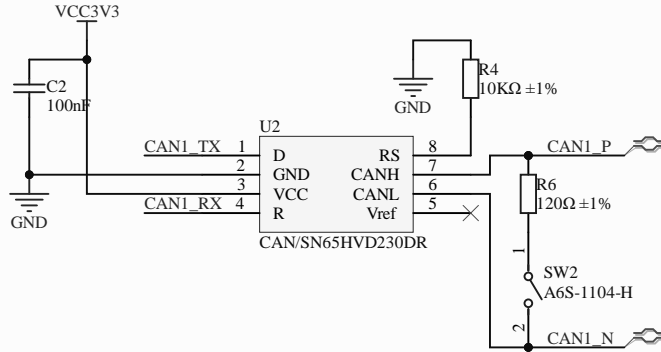 VCC3V3
C2
100nF
GND
R4
10KΩ ±1%
GND
U2
CAN1_TX 1 D RS 8
2 GND CANH 7 CAN1_P
3 VCC CANL 6
CAN1_RX 4 R Vref 5
CAN/SN65HVD230DR
R6
120Ω ±1%
1
SW2
A6S-1104-H
2
CAN1_N